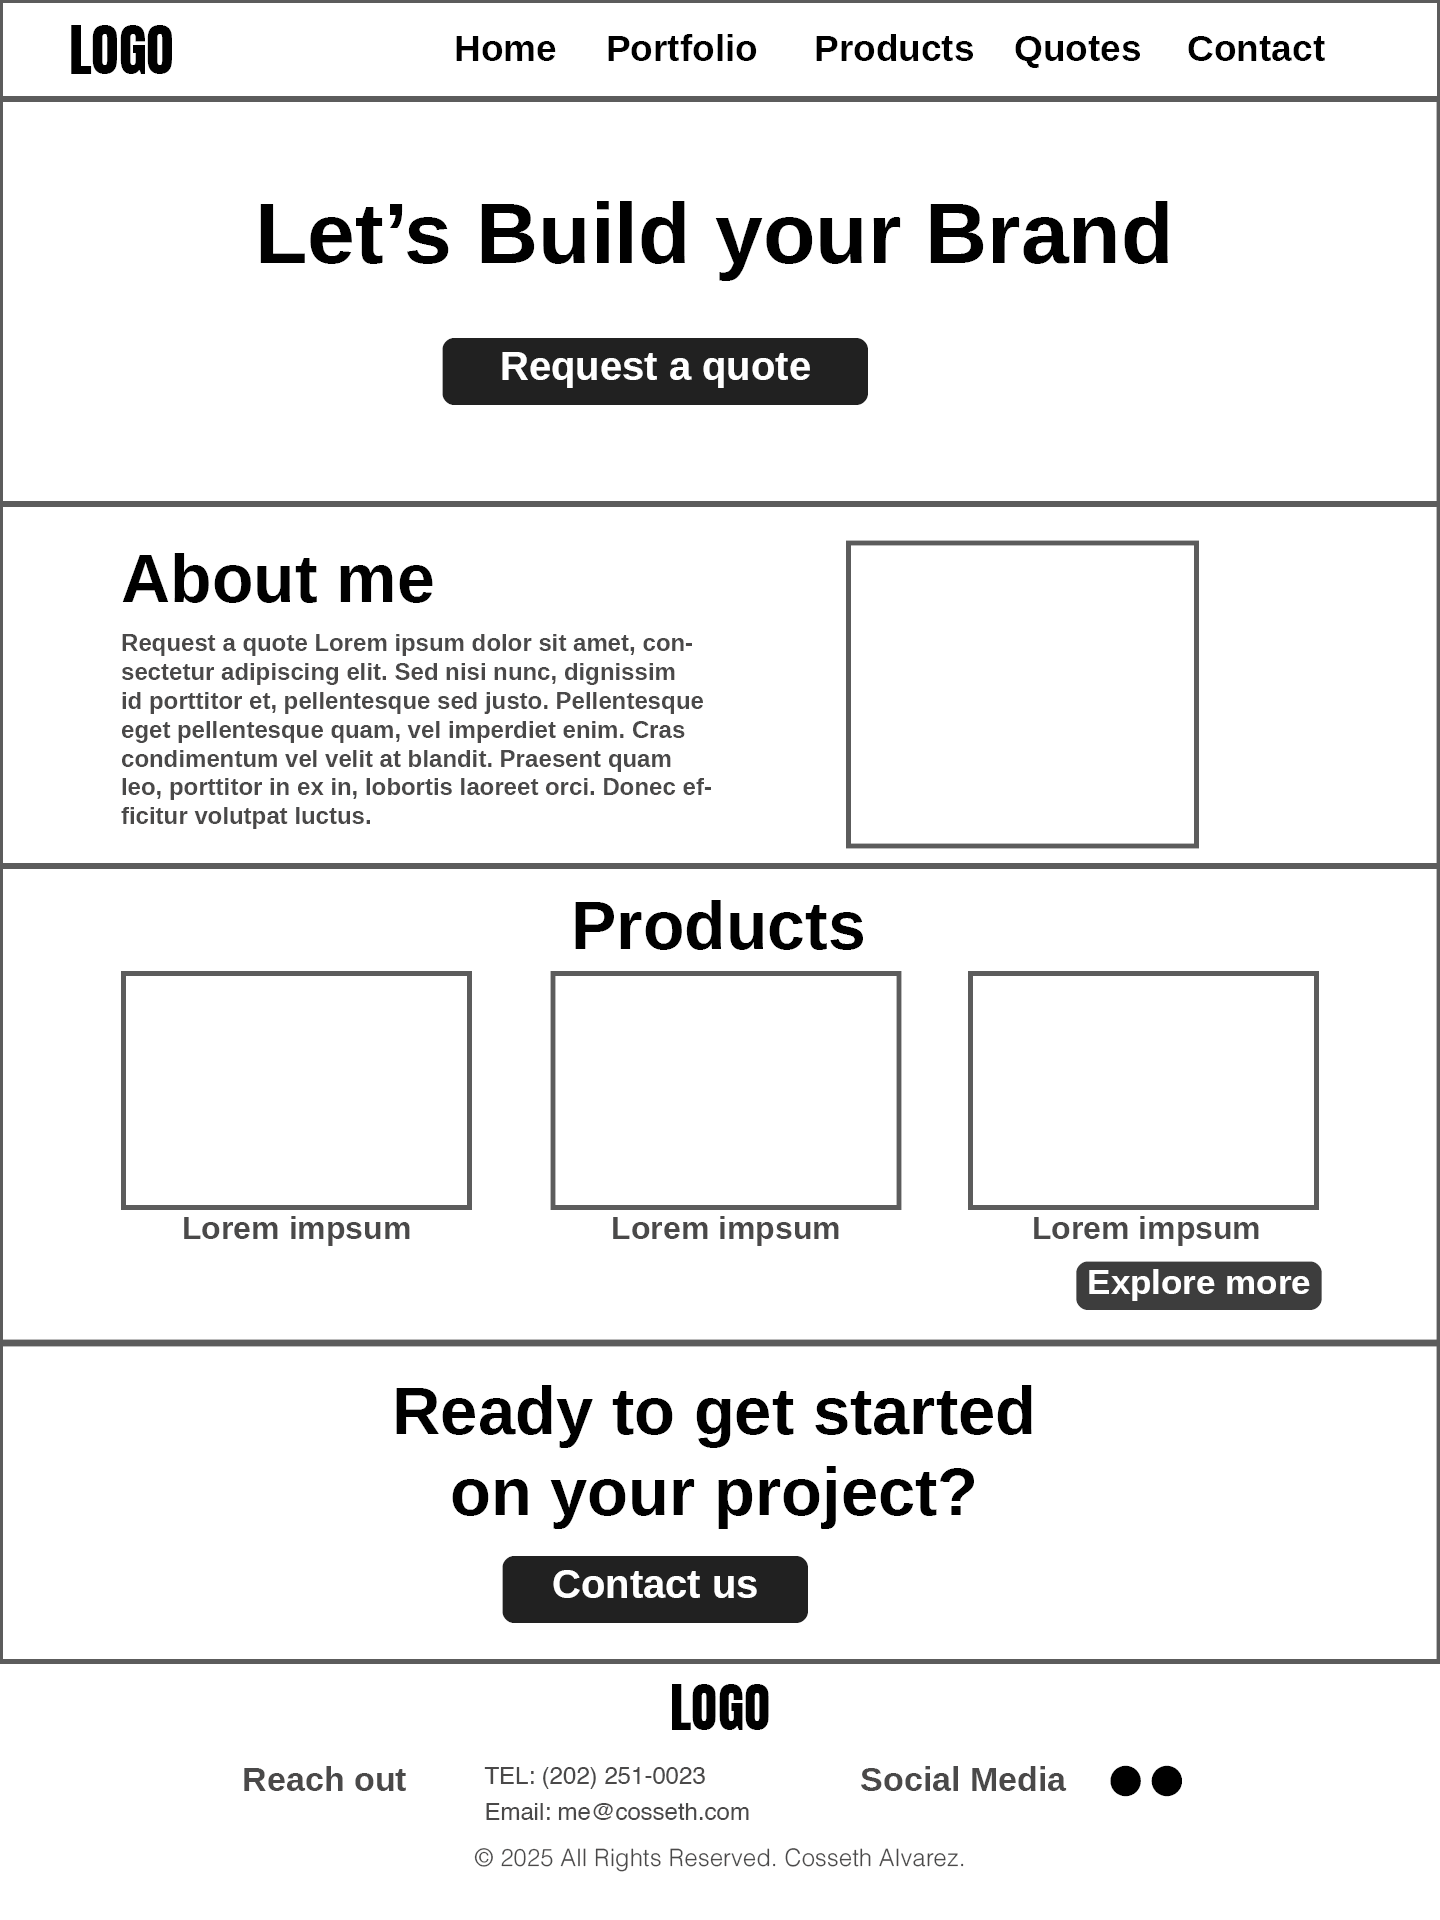 LOGO Home Portfolio Products Quotes Contact
Let’s Build your Brand
Request a quote
About me
Request a quote Lorem ipsum dolor sit amet, con-
sectetur adipiscing elit. Sed nisi nunc, dignissim
id porttitor et, pellentesque sed justo. Pellentesque
eget pellentesque quam, vel imperdiet enim. Cras
condimentum vel velit at blandit. Praesent quam
leo, porttitor in ex in, lobortis laoreet orci. Donec ef-
ficitur volutpat luctus.
Products
Lorem impsum Lorem impsum Lorem impsum
Explore more
Ready to get started
on your project?
Contact us
LOGO
Reach out TEL: (202) 251-0023 Social Media
Email: me@cosseth.com
© 2025 All Rights Reserved. Cosseth Alvarez.